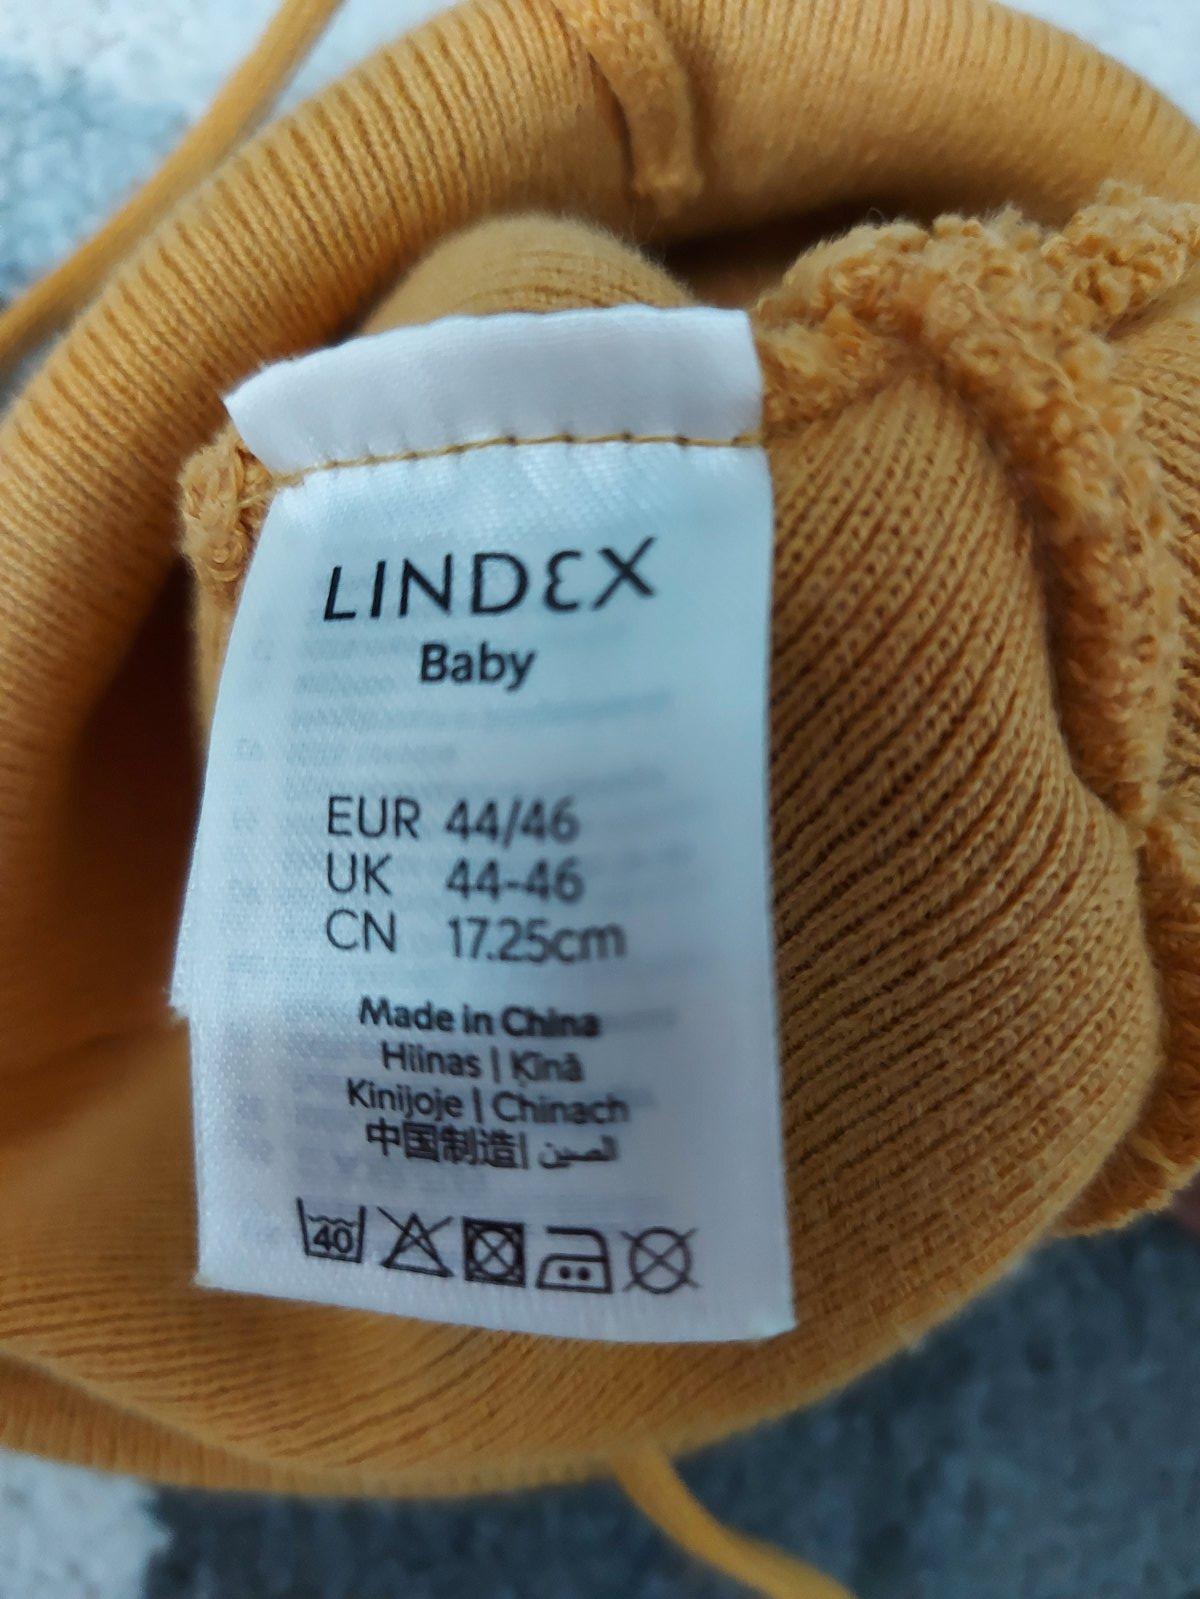 LINDEX
Baby
EUR 44/46
UK 44-46
CN 17.25cm
Made in China
Hiinas | Ķīnā
Kinijoje | Chinach
中国制造| الصين
40